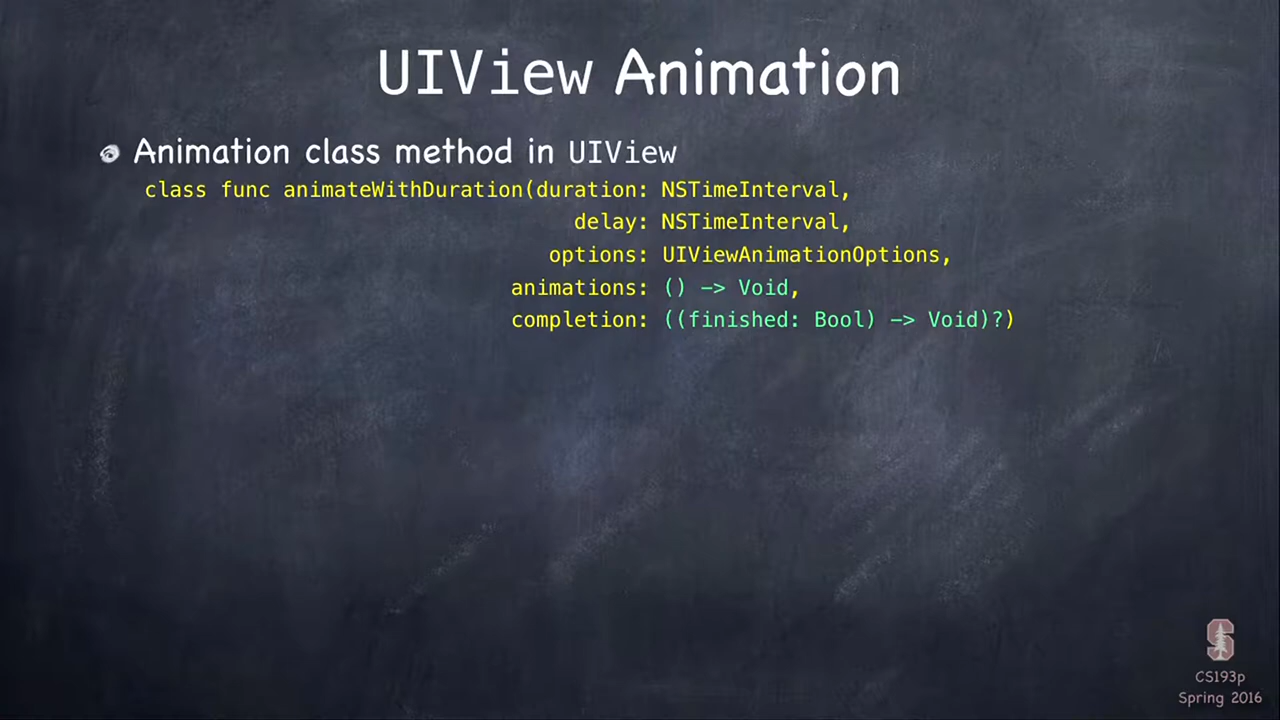 UIView Animation
Animation class method in UIView
class func animateWithDuration(duration: NSTimeInterval,
delay: NSTimeInterval,
options: UIViewAnimationOptions,
animations: () -> Void,
completion: ((finished: Bool) -> Void)?)
S
CS193p
Spring 2016